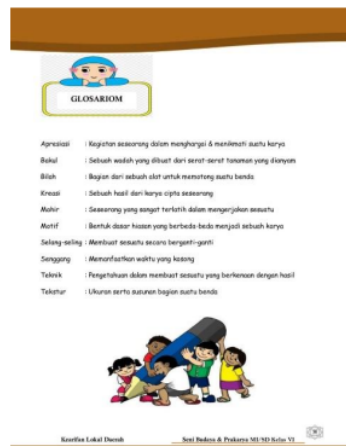 GLOSARIOM
Apresiasi : Kegiatan seseorang dalam menghargai & menikmati suatu karya
Bakul : Sebuah wadah yang dibuat dari serat-serat tanaman yang dianyam
Bilah : Bagian dari sebuah alat untuk memotong suatu benda
Kreasi : Sebuah hasil dari karya cipta seseorang
Mahir : Seseorang yang sangat terlatih dalam mengerjakan sesuatu
Motif : Bentuk dasar hiasan yang berbeda-beda menjadi sebuah karya
Selang-seling : Membuat sesuatu secara berganti-ganti
Senggang : Memanfaatkan waktu yang kosong
Teknik : Pengetahuan dalam membuat sesuatu yang berkenaan dengan hasil
Tekstur : Ukuran serta susunan bagian suatu benda
Kearifan Lokal Daerah Seni Budaya & Prakarya MI/SD Kelas VI